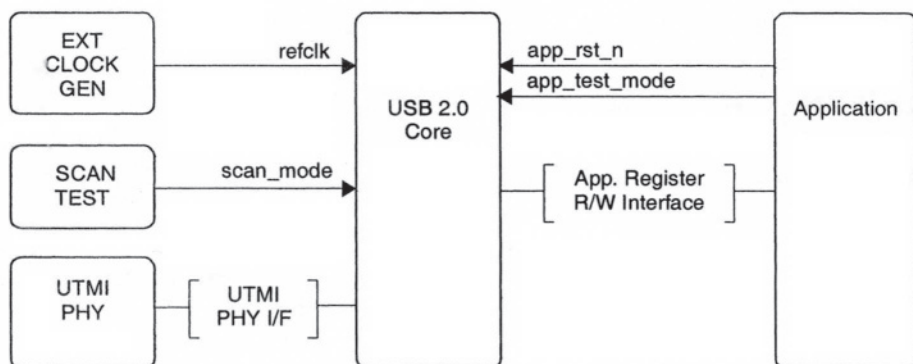 EXT
CLOCK
GEN
refclk
app_rst_n
app_test_mode
USB 2.0
Core
Application
SCAN
TEST
scan_mode
App. Register
R/W Interface
UTMI
PHY
UTMI
PHY I/F